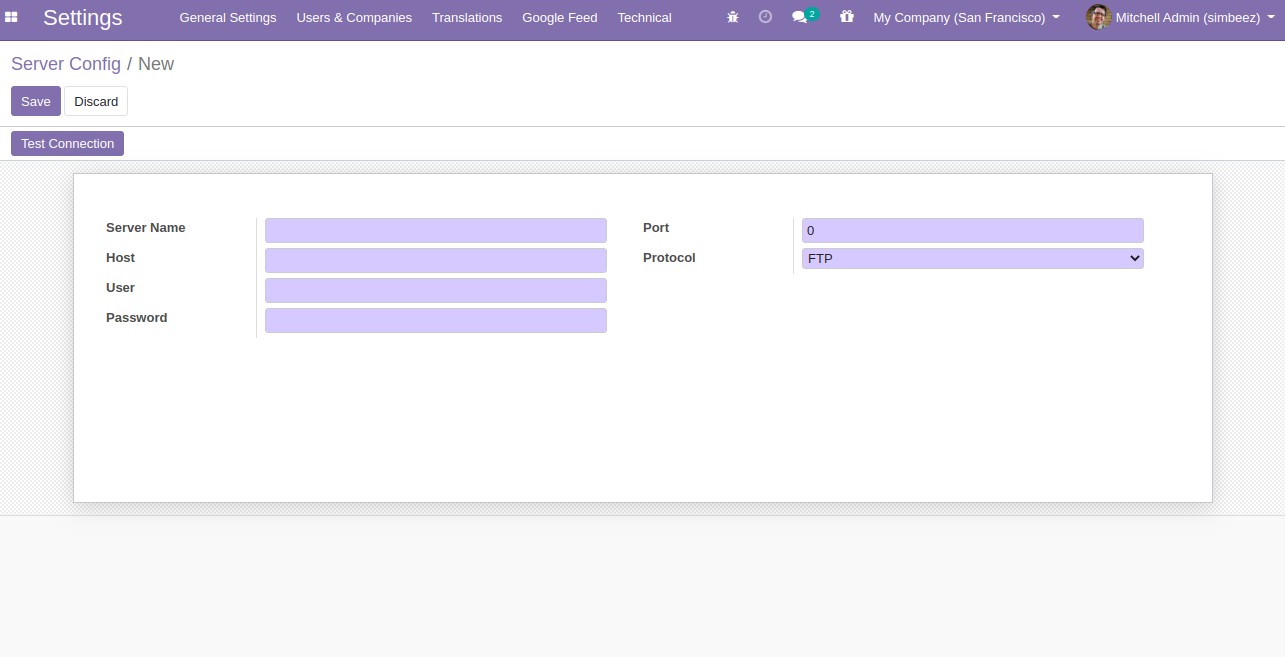 Settings General Settings Users & Companies Translations Google Feed Technical 2 My Company (San Francisco) Mitchell Admin (simbeez)
Server Config / New
Save Discard
Test Connection
Server Name Port 0
Host Protocol FTP
User
Password